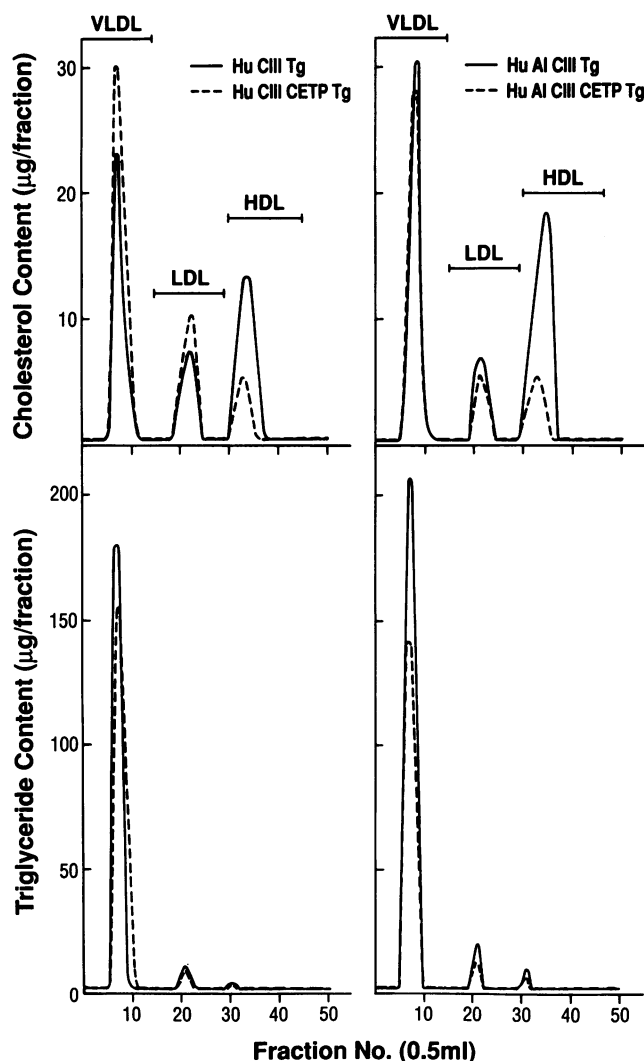 VLDL
Hu CIII Tg
Hu CIII CETP Tg
HDL
LDL
30
20
10
Cholesterol Content (µg/fraction)
VLDL
Hu AI CIII Tg
Hu AI CIII CETP Tg
HDL
LDL
200
150
100
50
0
Triglyceride Content (µg/fraction)
10 20 30 40 50
10 20 30 40 50
Fraction No. (0.5ml)